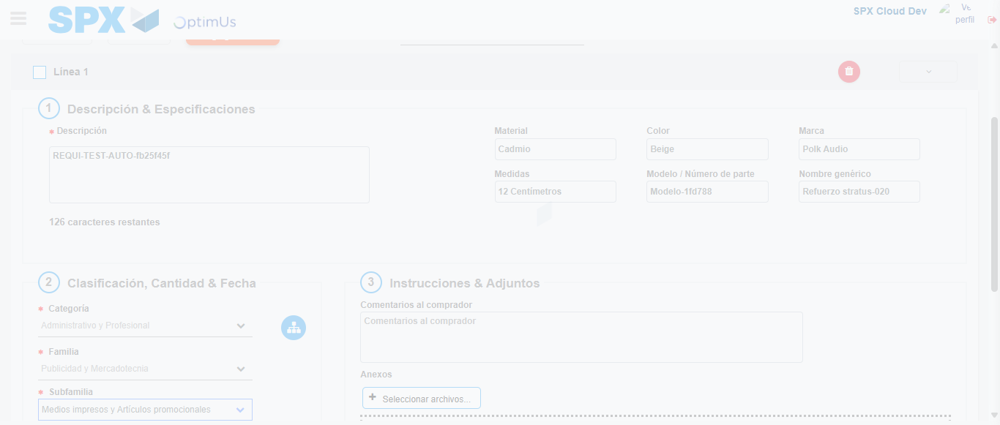 SPX OptimUs
SPX Cloud Dev
Ve
perfil
Línea 1
1 Descripción & Especificaciones
* Descripción
REQUI-TEST-AUTO-fb25f45f
126 caracteres restantes
Material
Cadmio
Color
Beige
Marca
Polk Audio
Medidas
12 Centímetros
Modelo / Número de parte
Modelo-1fd788
Nombre genérico
Refuerzo stratus-020
2 Clasificación, Cantidad & Fecha
* Categoría
Administrativo y Profesional
* Familia
Publicidad y Mercadotecnia
* Subfamilia
Medios impresos y Artículos promocionales
3 Instrucciones & Adjuntos
Comentarios al comprador
Comentarios al comprador
Anexos
+ Seleccionar archivos...